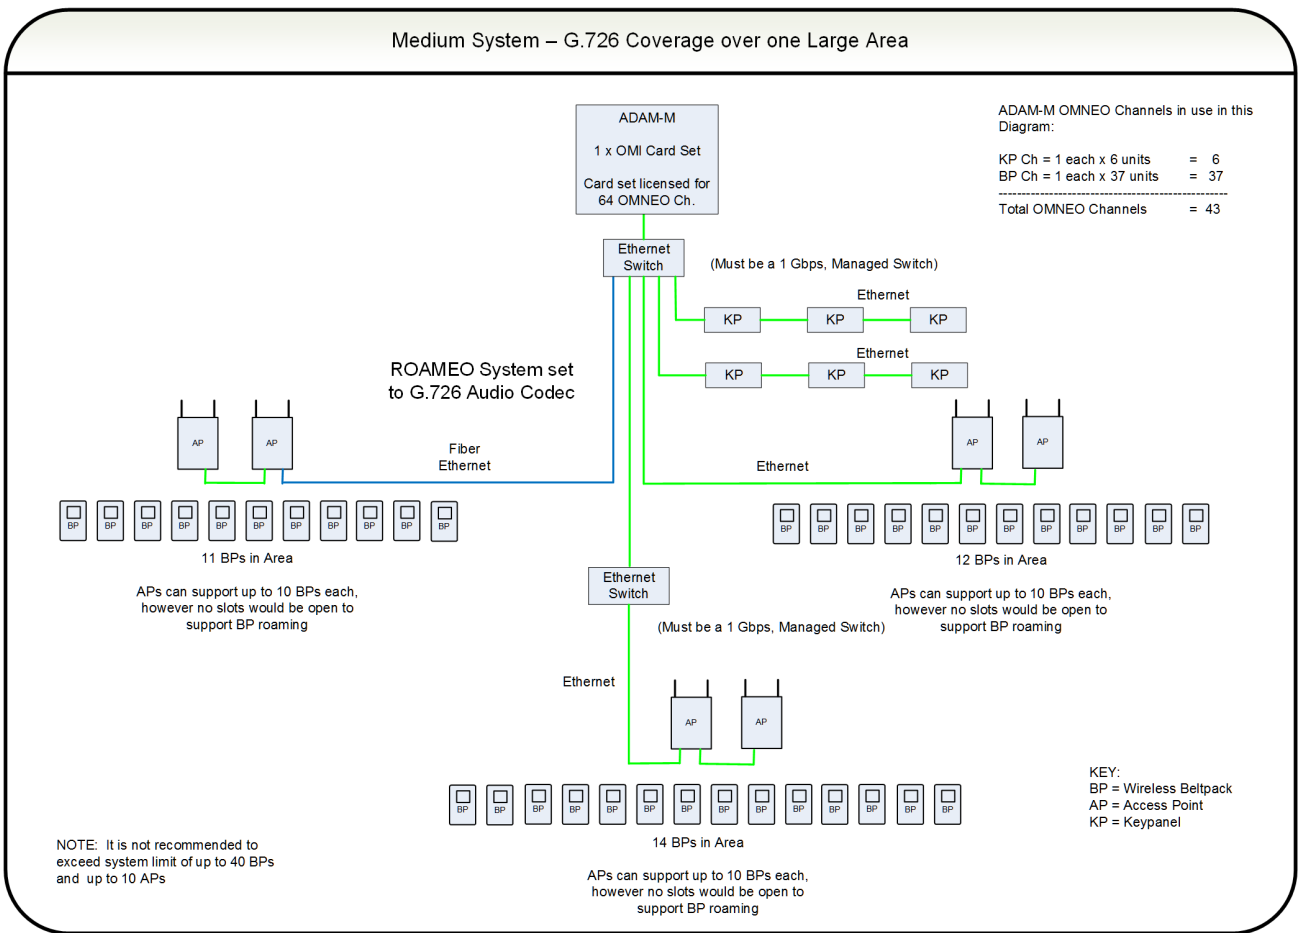 Medium System – G.726 Coverage over one Large Area
ADAM-M
1 x OMI Card Set
Card set licensed for
64 OMNEO Ch.
ADAM-M OMNEO Channels in use in this
Diagram:
KP Ch = 1 each x 6 units = 6
BP Ch = 1 each x 37 units = 37
----------------------------------------------------
Total OMNEO Channels = 43
Ethernet
Switch
(Must be a 1 Gbps, Managed Switch)
Ethernet
KP KP KP
Ethernet
KP KP KP
ROAMEO System set
to G.726 Audio Codec
AP AP
Fiber
Ethernet
Ethernet
AP AP
BP BP BP BP BP BP BP BP BP BP BP
11 BPs in Area
APs can support up to 10 BPs each,
however no slots would be open to
support BP roaming
BP BP BP BP BP BP BP BP BP BP BP BP
12 BPs in Area
APs can support up to 10 BPs each,
however no slots would be open to
support BP roaming
Ethernet
Switch
(Must be a 1 Gbps, Managed Switch)
Ethernet
AP AP
BP BP BP BP BP BP BP BP BP BP BP BP BP BP
14 BPs in Area
APs can support up to 10 BPs each,
however no slots would be open to
support BP roaming
KEY:
BP = Wireless Beltpack
AP = Access Point
KP = Keypanel
NOTE: It is not recommended to
exceed system limit of up to 40 BPs
and up to 10 APs